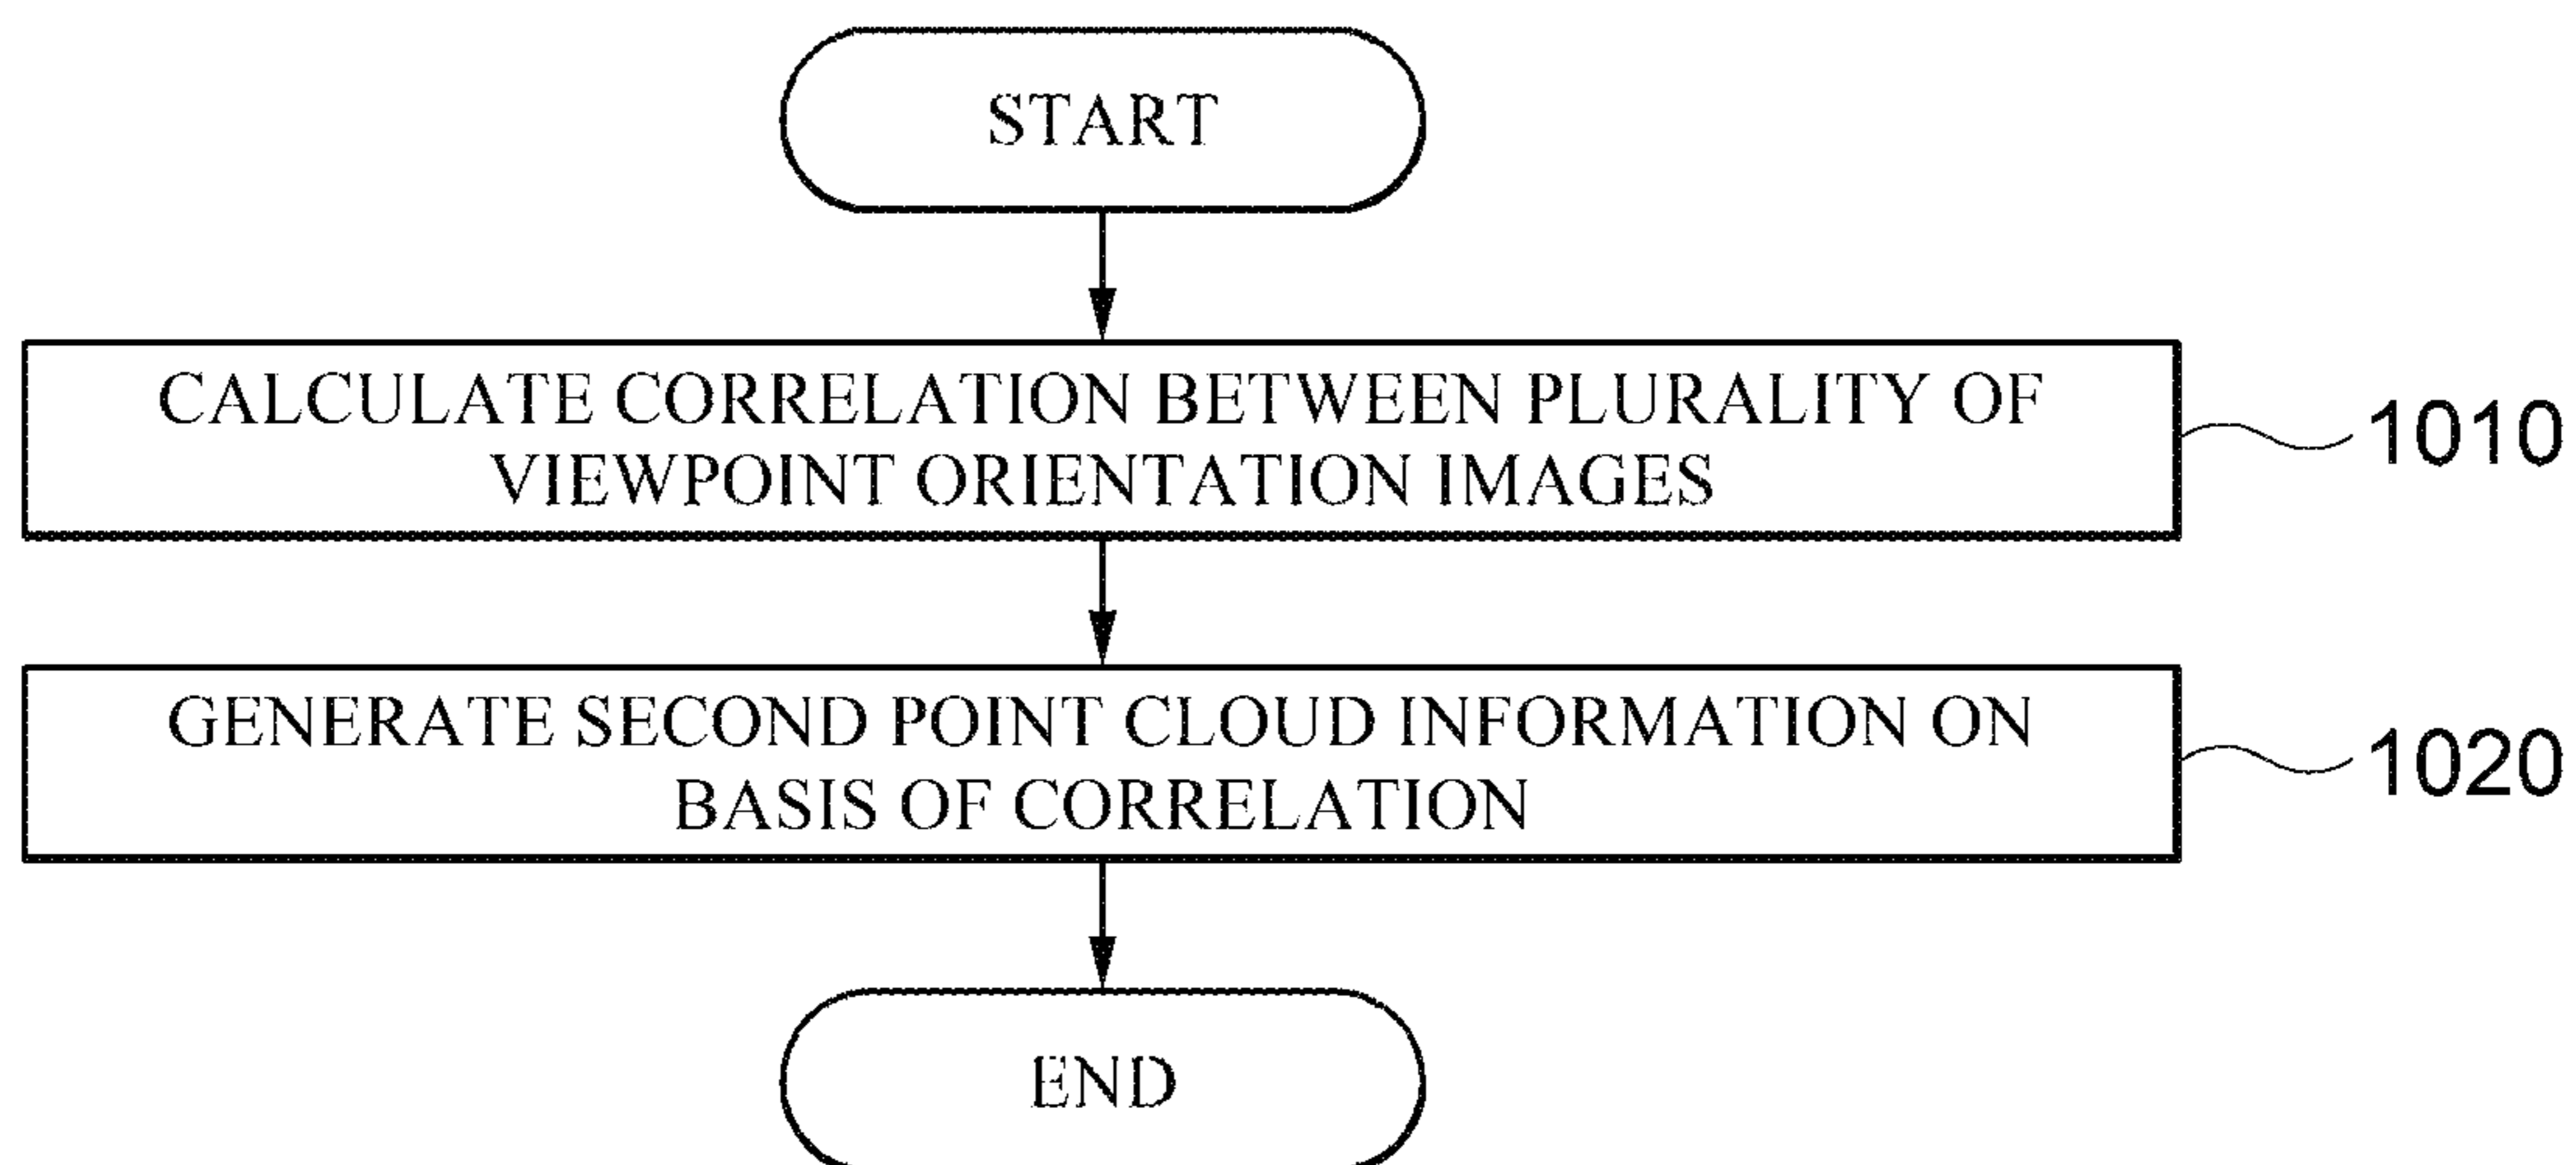 START
CALCULATE CORRELATION BETWEEN PLURALITY OF
VIEWPOINT ORIENTATION IMAGES
1010
GENERATE SECOND POINT CLOUD INFORMATION ON
BASIS OF CORRELATION
1020
END